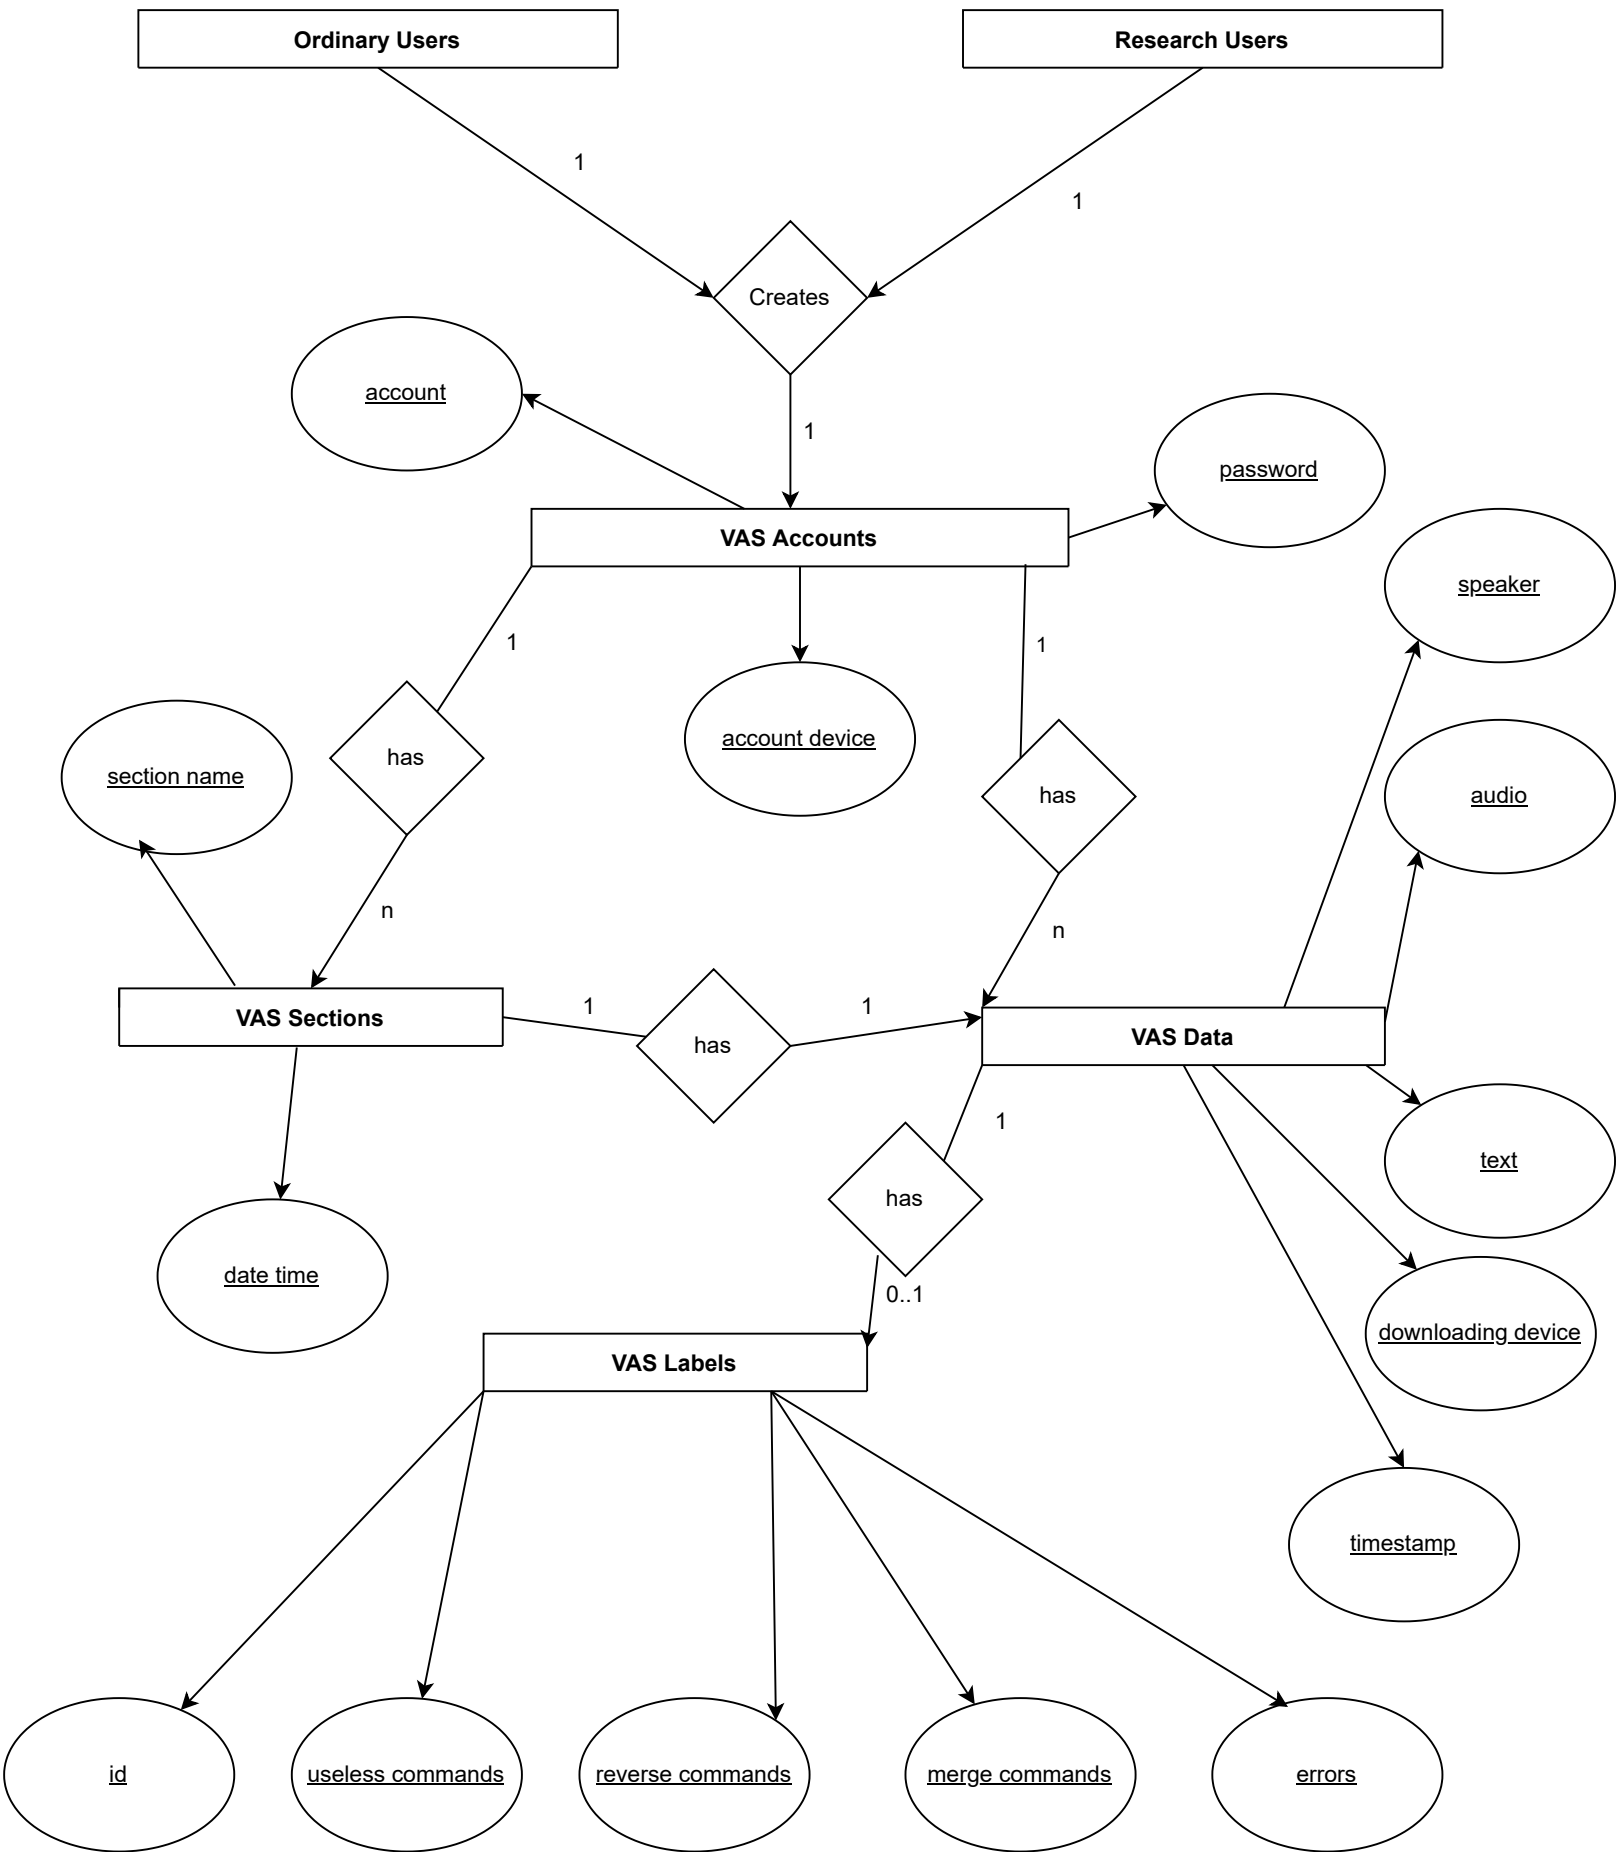 Ordinary Users
Research Users
1
1
Creates
account
1
password
VAS Accounts
speaker
1
1
account device
section name
has
has
audio
n
n
VAS Sections
1
has
1
VAS Data
1
text
has
date time
0..1
downloading device
VAS Labels
timestamp
id
useless commands
reverse commands
merge commands
errors